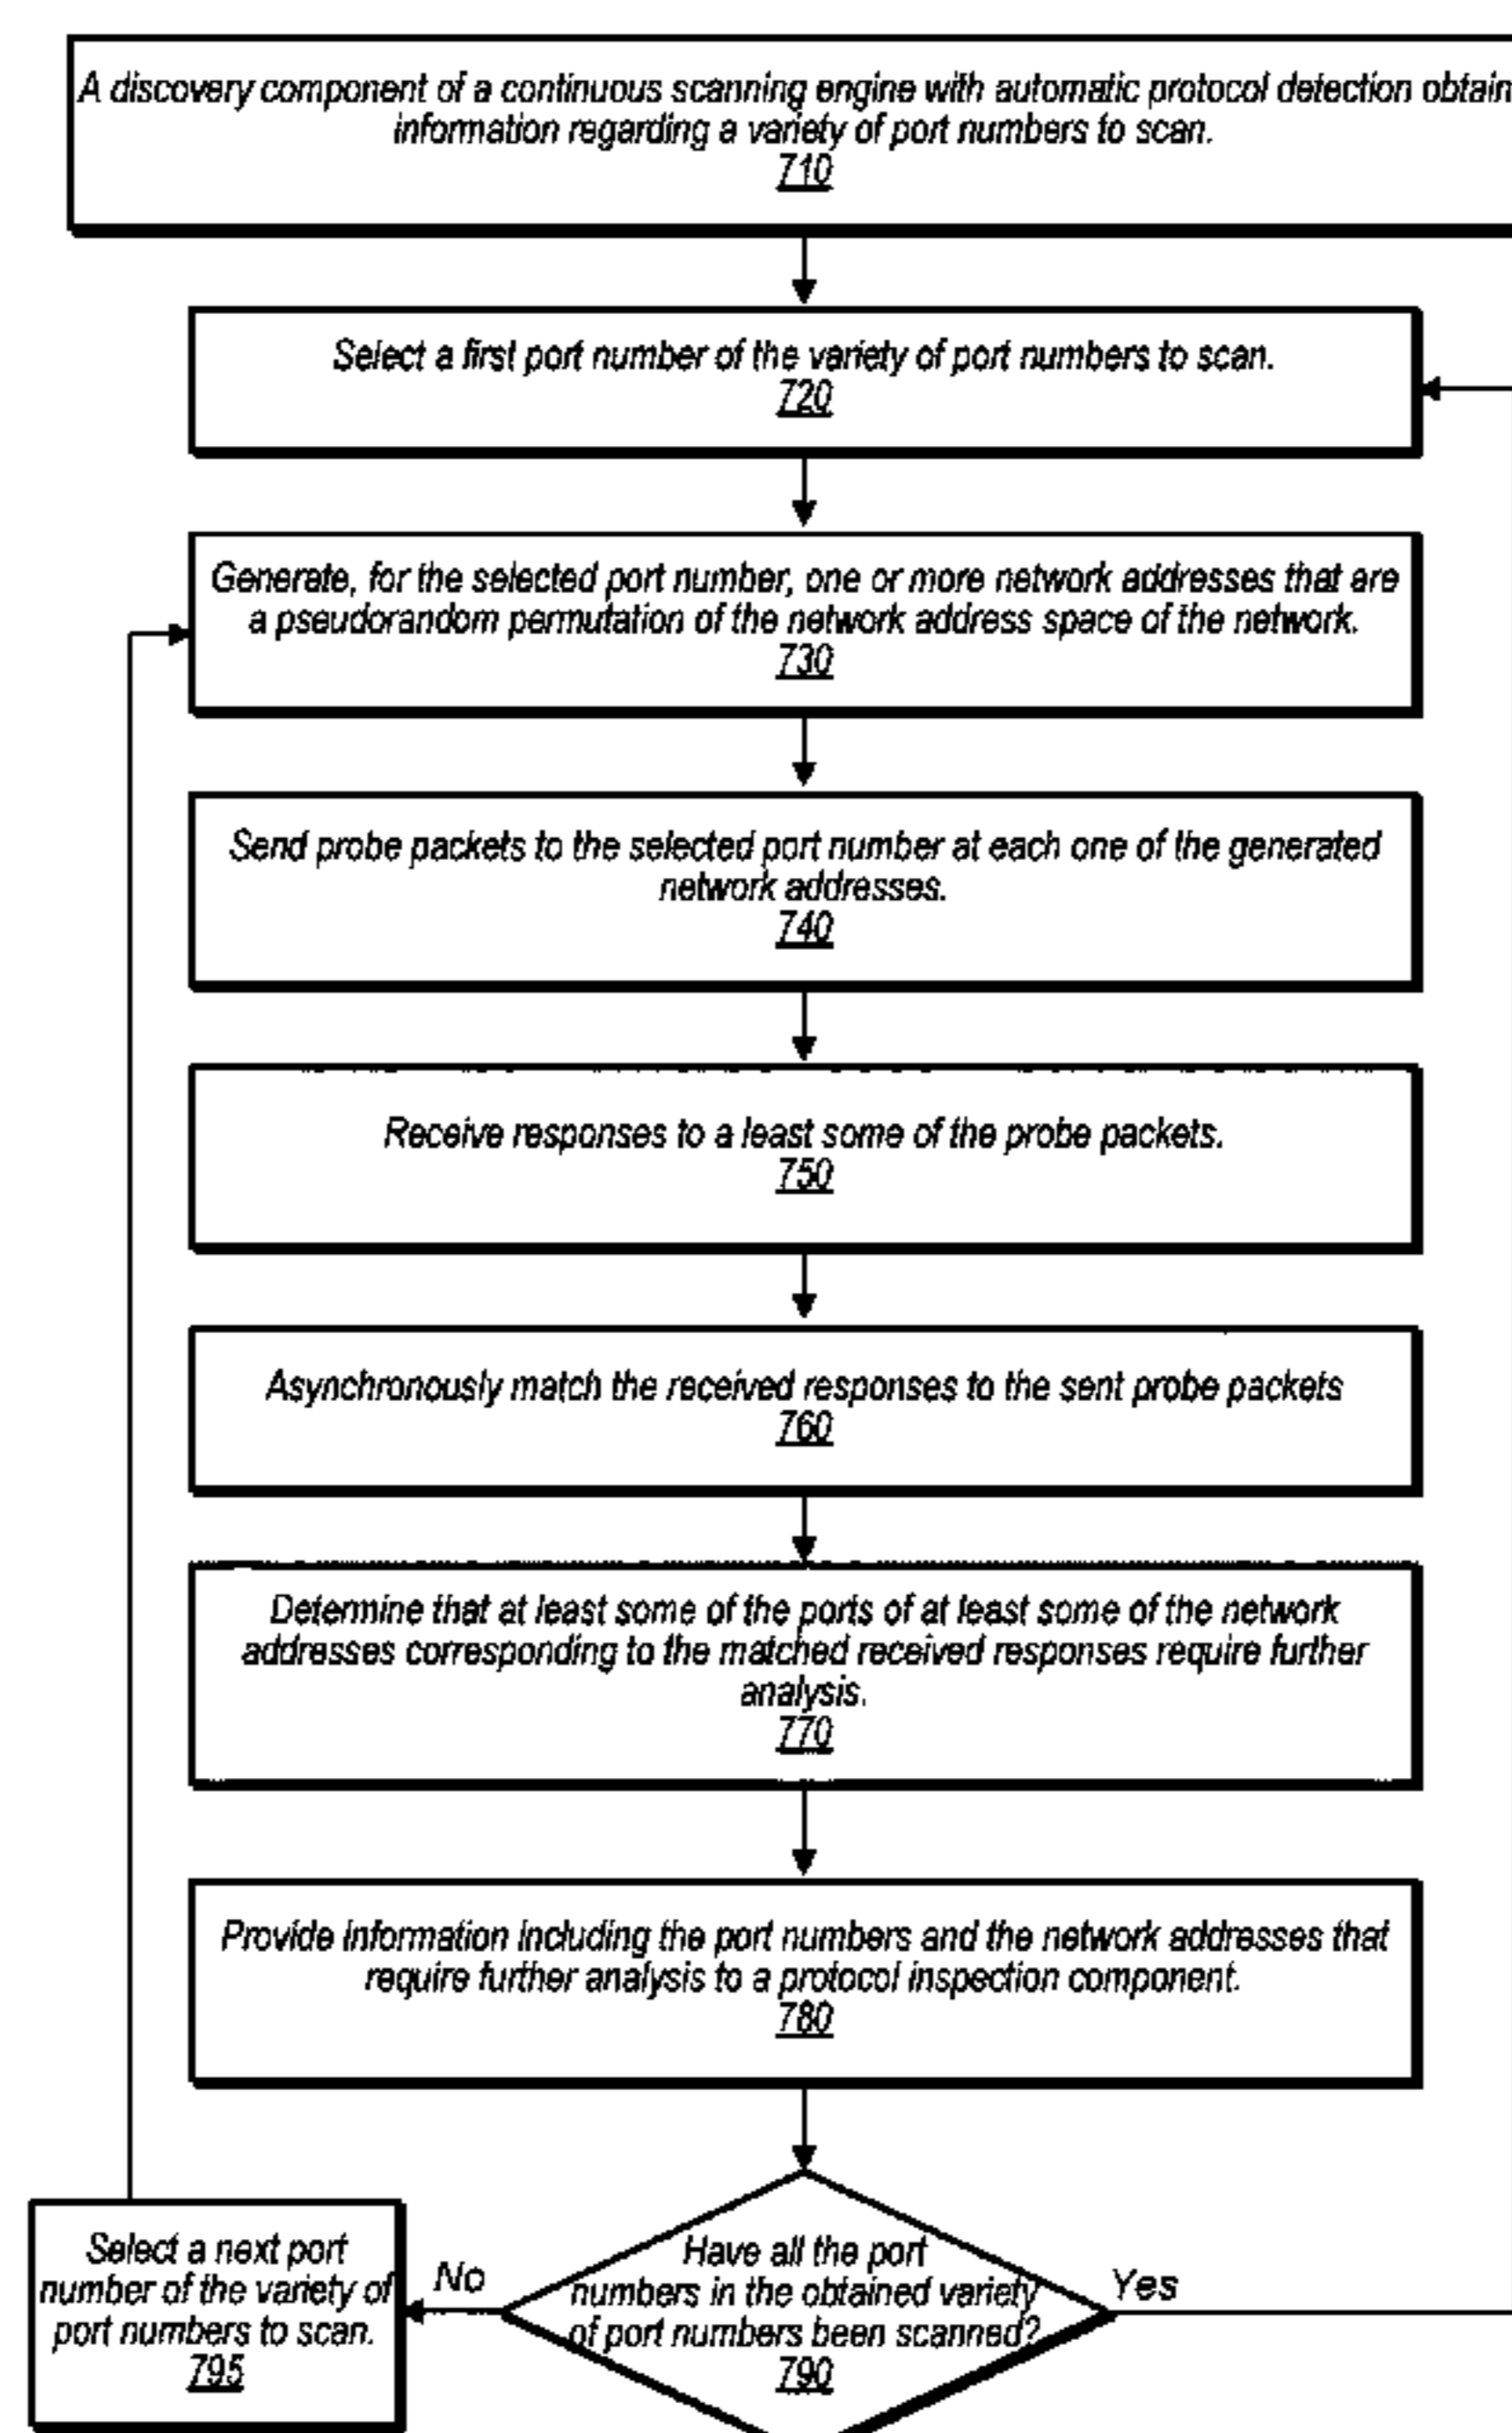 A discovery component of a continuous scanning engine with automatic protocol detection obtain
information regarding a variety of port numbers to scan.
710
Select a first port number of the variety of port numbers to scan.
720
Generate, for the selected port number, one or more network addresses that are
a pseudorandom permutation of the network address space of the network.
730
Send probe packets to the selected port number at each one of the generated
network addresses.
740
Receive responses to a least some of the probe packets.
750
Asynchronously match the received responses to the sent probe packets
760
Determine that at least some of the ports of at least some of the network
addresses corresponding to the matched received responses require further
analysis.
770
Provide information including the port numbers and the network addresses that
require further analysis to a protocol inspection component.
780
Have all the port
numbers in the obtained variety
of port numbers been scanned?
790
No
Yes
Select a next port
number of the variety of
port numbers to scan.
795